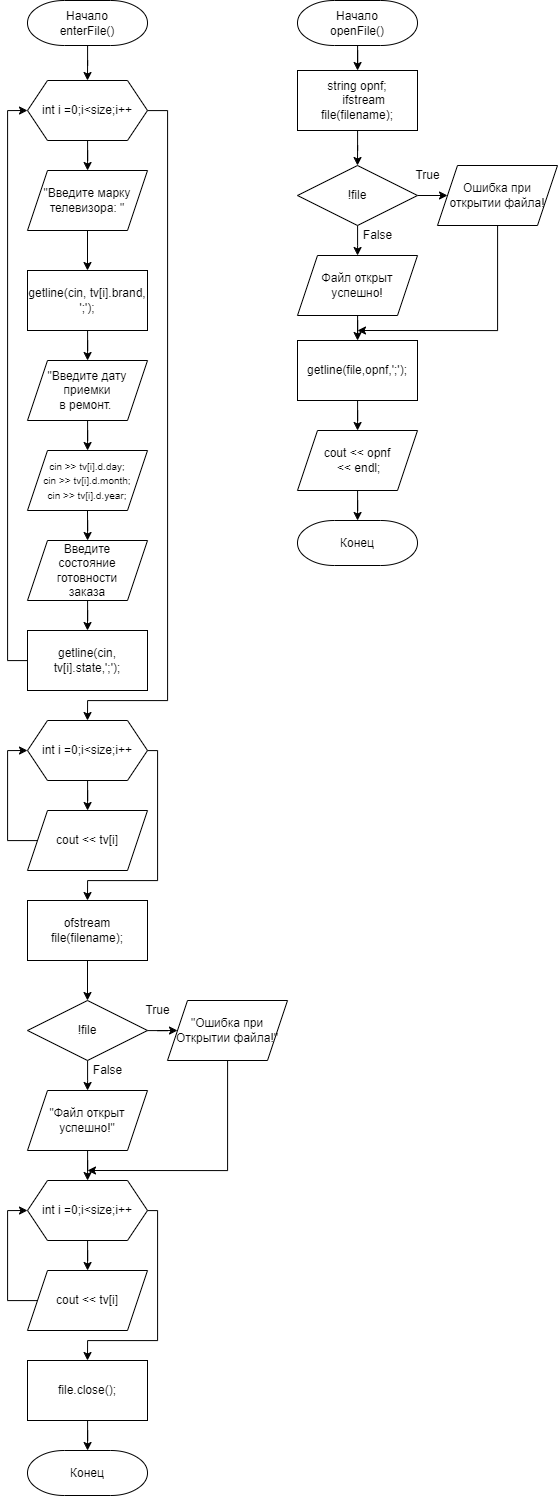 Начало
enterFile()
int i =0;i<size;i++
"Введите марку
телевизора: "
getline(cin, tv[i].brand,
';');
"Введите дату
приемки
в ремонт.
cin >> tv[i].d.day;
cin >> tv[i].d.month;
cin >> tv[i].d.year;
Введите
состояние
готовности
заказа
getline(cin,
tv[i].state,';');
int i =0;i<size;i++
cout << tv[i]
ofstream
file(filename);
!file
True
"Ошибка при
Открытии файла!"
False
"Файл открыт
успешно!"
int i =0;i<size;i++
cout << tv[i]
file.close();
Конец
Начало
openFile()
string opnf;
ifstream
file(filename);
!file
True
Ошибка при
открытии файла!
False
Файл открыт
успешно!
getline(file,opnf,';');
cout << opnf
<< endl;
Конец